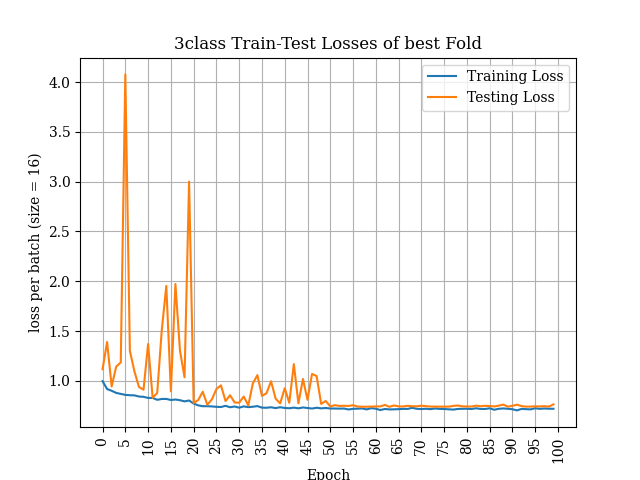 3class Train-Test Losses of best Fold
Training Loss
Testing Loss
loss per batch (size = 16)
4.0
3.5
3.0
2.5
2.0
1.5
1.0
0 5 10 15 20 25 30 35 40 45 50 55 60 65 70 75 80 85 90 95 100
Epoch